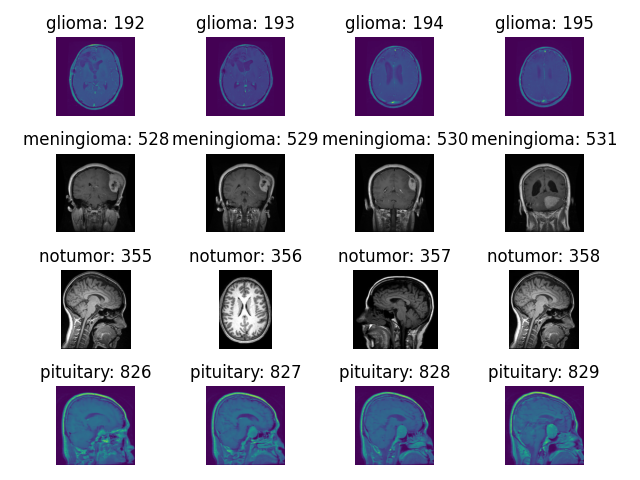 glioma: 192 glioma: 193 glioma: 194 glioma: 195
meningioma: 528 meningioma: 529 meningioma: 530 meningioma: 531
notumor: 355 notumor: 356 notumor: 357 notumor: 358
pituitary: 826 pituitary: 827 pituitary: 828 pituitary: 829